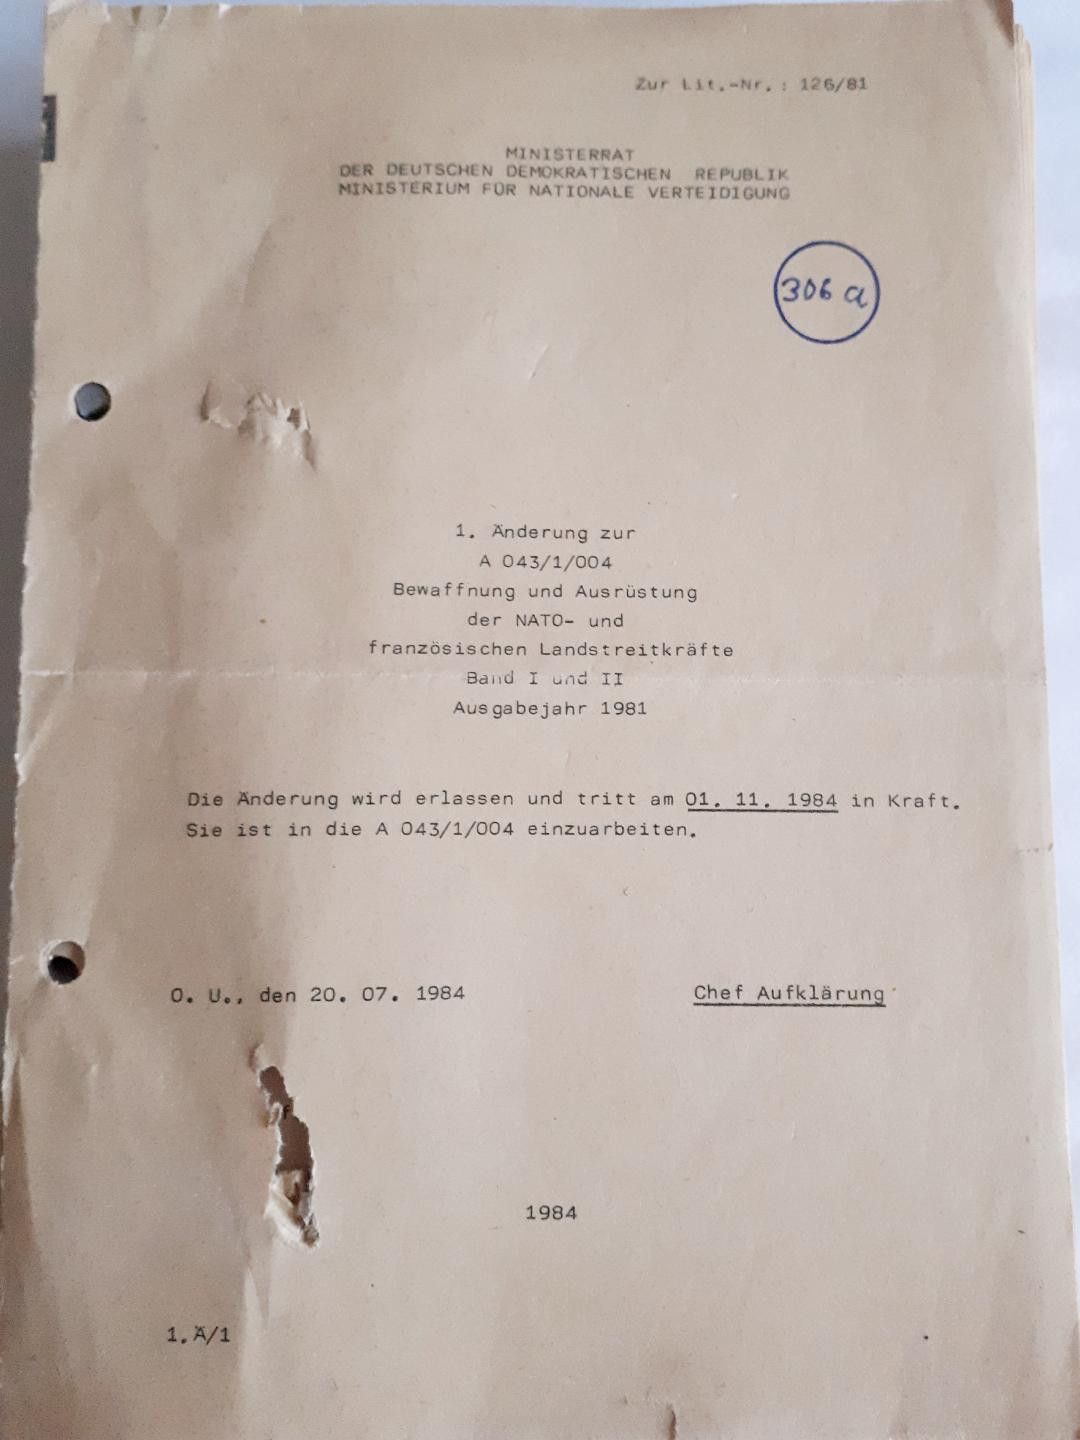 Zur Lit.-Nr.: 126/81
MINISTERRAT
DER DEUTSCHEN DEMOKRATISCHEN REPUBLIK
MINISTERIUM FÜR NATIONALE VERTEIDIGUNG
306 a
1. Änderung zur
A 043/1/004
Bewaffnung und Ausrüstung
der NATO- und
französischen Landstreitkräfte
Band I und II
Ausgabejahr 1981
Die Änderung wird erlassen und tritt am 01. 11. 1984 in Kraft.
Sie ist in die A 043/1/004 einzuarbeiten.
O. U., den 20. 07. 1984 Chef Aufklärung
1984
1.Ä/1